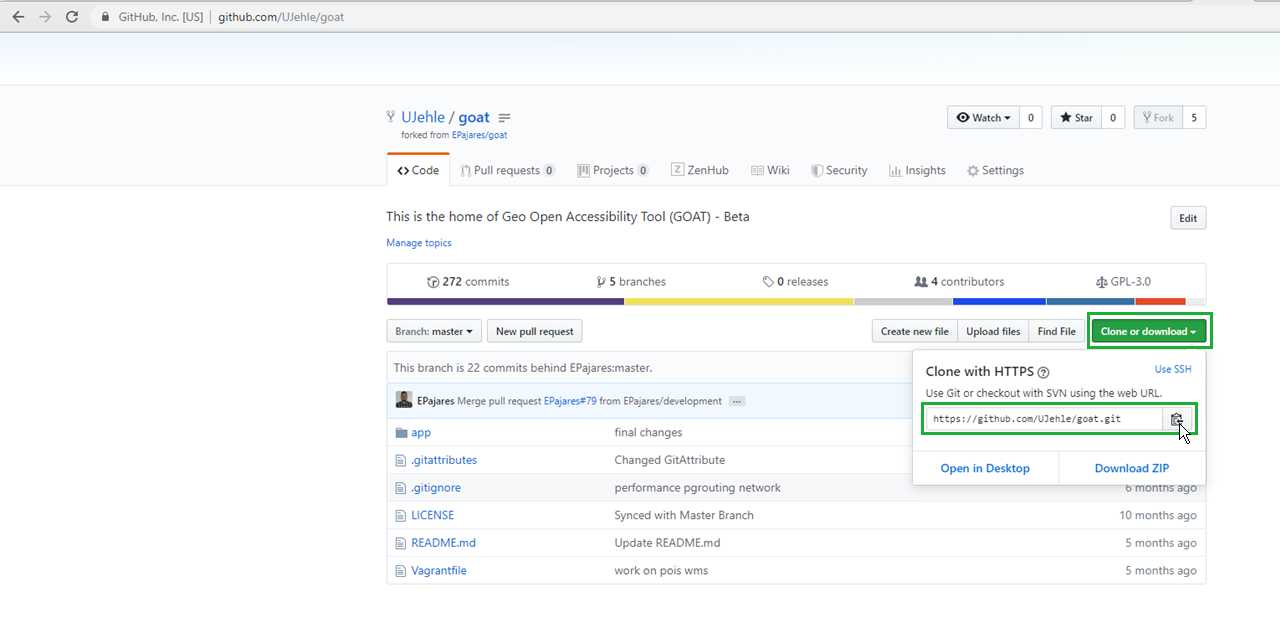 GitHub, Inc. [US] | github.com/UJehle/goat
UJehle / goat
Watch 0 Star 0 Fork 5
forked from EPajares/goat
Code Pull requests 0 Projects 0 ZenHub Wiki Security Insights Settings
This is the home of Geo Open Accessibility Tool (GOAT) - Beta
Edit
Manage topics
272 commits 5 branches 0 releases 4 contributors GPL-3.0
Branch: master New pull request Create new file Upload files Find File Clone or download
This branch is 22 commits behind EPajares:master.
EPajares Merge pull request EPajares#79 from EPajares/development ...
Clone with HTTPS ? Use SSH
Use Git or checkout with SVN using the web URL.
https://github.com/UJehle/goat.git
Open in Desktop Download ZIP
app final changes
.gitattributes Changed GitAttribute
.gitignore performance pgrouting network 6 months ago
LICENSE Synced with Master Branch 10 months ago
README.md Update README.md 5 months ago
Vagrantfile work on pois wms 5 months ago